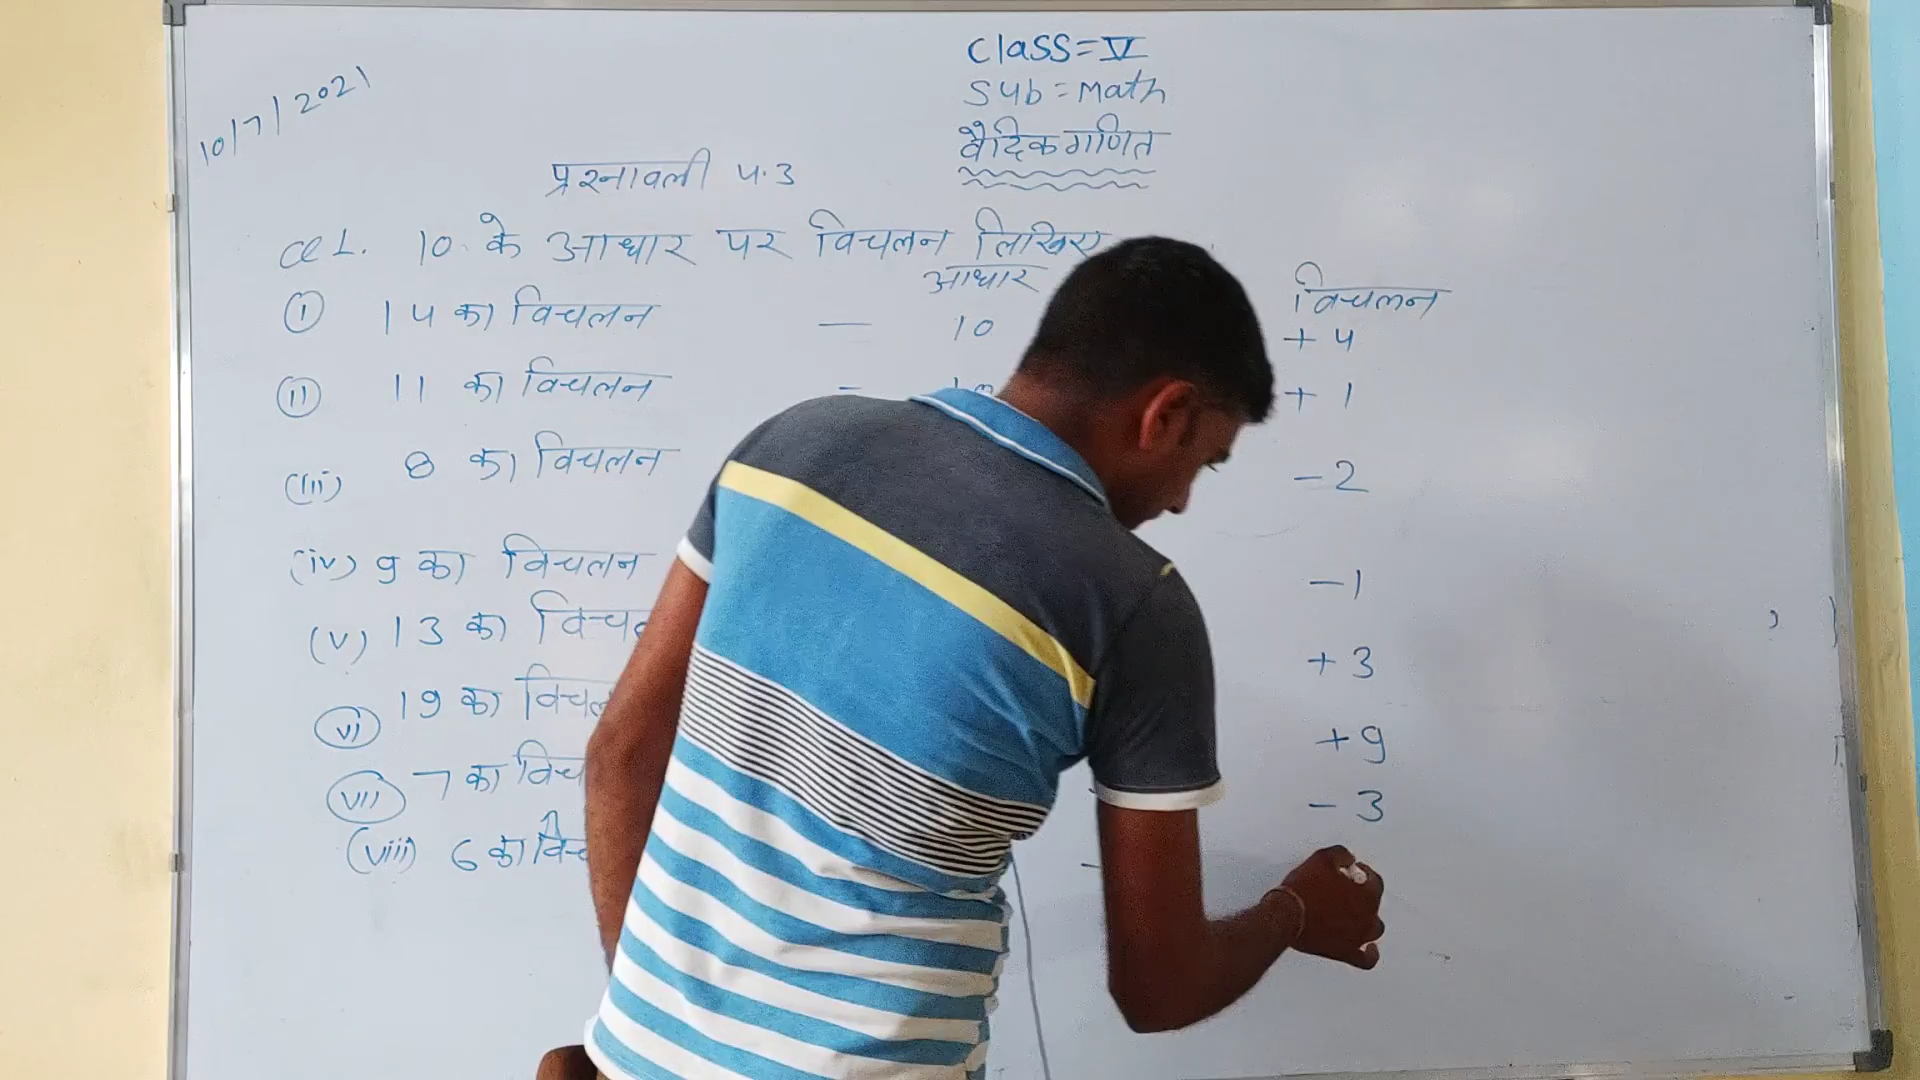 Class = V
Sub = Math
वैदिक गणित
10/7/2021
प्रश्नावली 4.3
Q1. 10 के आधार पर विचलन लिखिए
आधार विचलन
(i) 14 का विचलन — 10 + 4
(ii) 11 का विचलन - 10 + 1
(iii) 8 का विचलन - 2
(iv) 9 का विचलन - 1
(v) 13 का + 3
(vi) 19 का + 9
(vii) 7 का - 3
(viii) 6 का